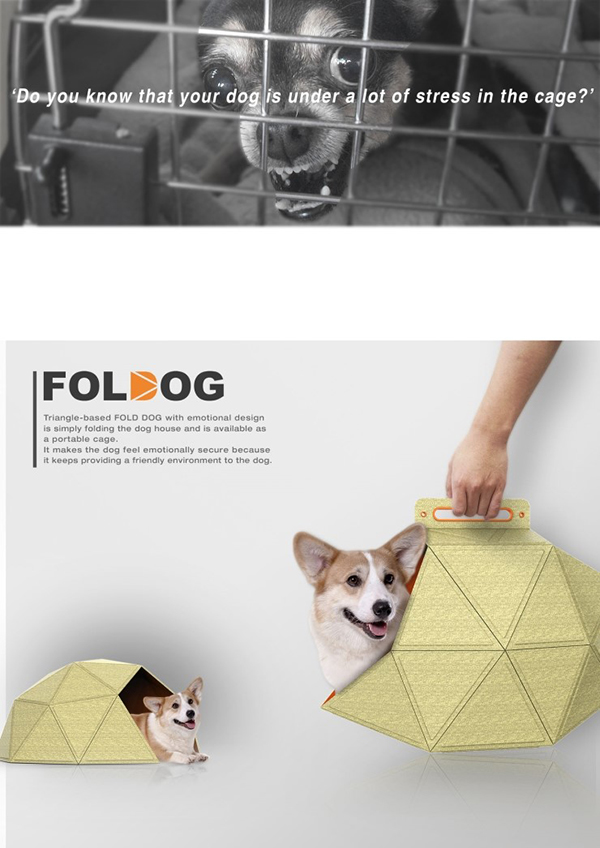 ‘Do you know that your dog is under a lot of stress in the cage?’
FOLDOG
Triangle-based FOLD DOG with emotional design
is simply folding the dog house and is available as
a portable cage.
It makes the dog feel emotionally secure because
it keeps providing a friendly environment to the dog.